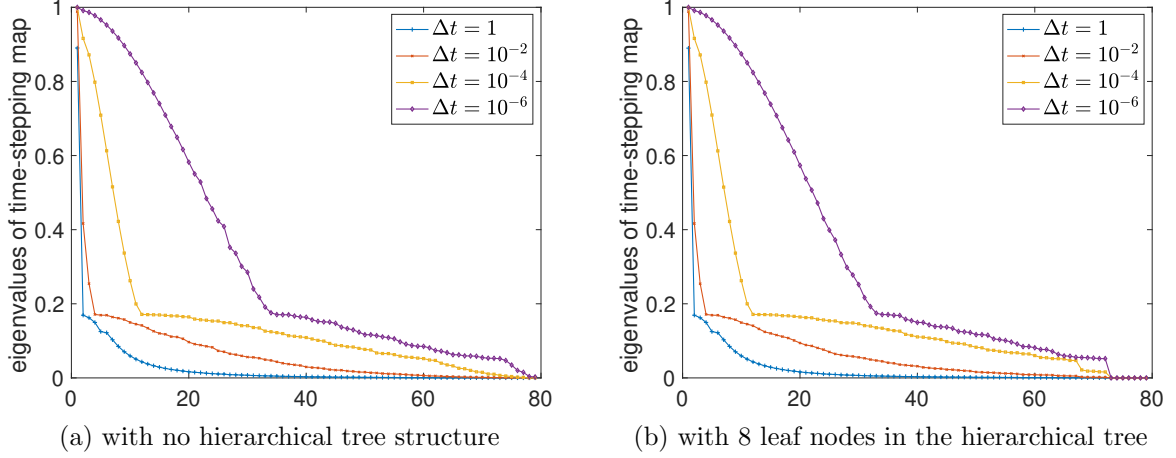 eigenvalues of time-stepping map
1
0.8
0.6
0.4
0.2
0
0 20 40 60 80
Δt = 1
Δt = 10⁻²
Δt = 10⁻⁴
Δt = 10⁻⁶
(a) with no hierarchical tree structure
eigenvalues of time-stepping map
1
0.8
0.6
0.4
0.2
0
0 20 40 60 80
Δt = 1
Δt = 10⁻²
Δt = 10⁻⁴
Δt = 10⁻⁶
(b) with 8 leaf nodes in the hierarchical tree